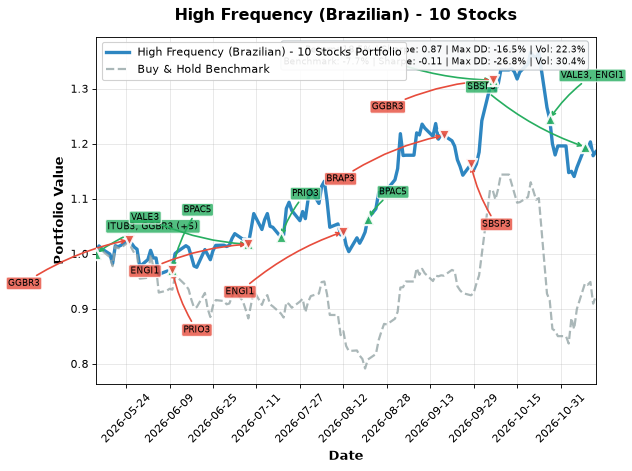 High Frequency (Brazilian) - 10 Stocks
High Frequency (Brazilian) - 10 Stocks Portfolio
Buy & Hold Benchmark
0.87 | Max DD: -16.5% | Vol: 22.3%
-0.11 | Max DD: -26.8% | Vol: 30.4%
VALE3, ENGI1
SBSP3
GGBR3
BRAP3
BPAC5
PRIO3
BPAC5
VALE3
ITUB3, GGBR3 (+5)
SBSP3
ENGI1
GGBR3
ENGI1
PRIO3
Portfolio Value
1.3
1.2
1.1
1.0
0.9
0.8
2026-05-24
2026-06-09
2026-06-25
2026-07-11
2026-07-27
2026-08-12
2026-08-28
2026-09-13
2026-09-29
2026-10-15
2026-10-31
Date